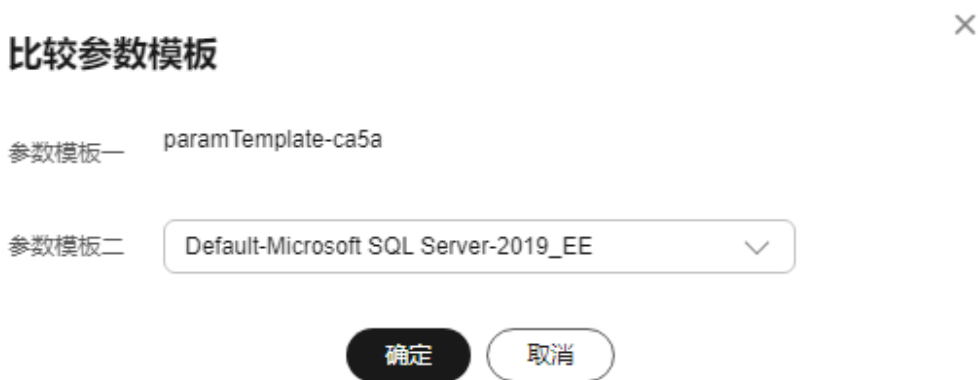 比较参数模板
参数模板一 paramTemplate-ca5a
参数模板二 Default-Microsoft SQL Server-2019_EE
确定 取消